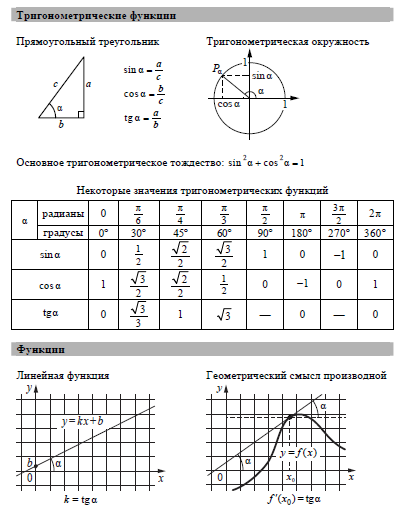 Тригонометрические функции
Прямоугольный треугольник
Тригонометрическая окружность
c a α b
sin α = a/c
cos α = b/c
tg α = a/b
Pα 1 sin α α cos α 1
Основное тригонометрическое тождество: sin²α + cos²α = 1
Некоторые значения тригонометрических функций
α радианы 0 π/6 π/4 π/3 π/2 π 3π/2 2π
градусы 0° 30° 45° 60° 90° 180° 270° 360°
sin α 0 1/2 √2/2 √3/2 1 0 −1 0
cos α 1 √3/2 √2/2 1/2 0 −1 0 1
tg α 0 √3/3 1 √3 — 0 — 0
Функции
Линейная функция
Геометрический смысл производной
y y = kx + b b α 0 x
y α y = f(x) α 0 x₀ x
k = tg α
f′(x₀) = tg α